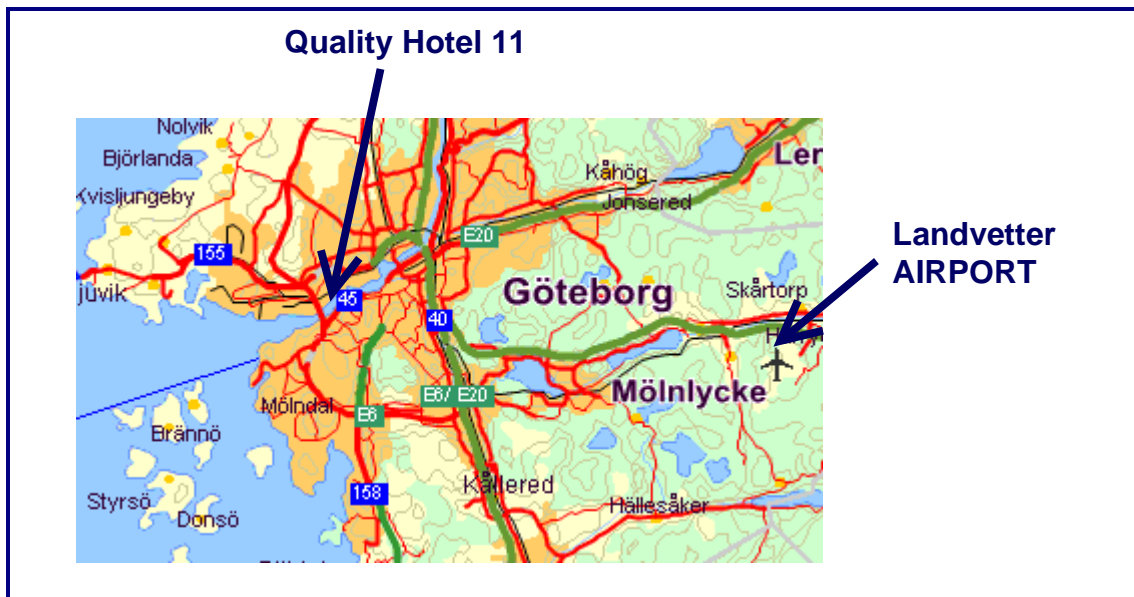 Quality Hotel 11
Nolvik
Björlanda
Kvisljungeby
Kåhög
Ler
Jonsered
E20
Landvetter
AIRPORT
155
juvik
Göteborg
Skårtorp
45
40
E6/ E20
Mölnlycke
Mölndal
E6
Brännö
Kållered
158
Styrsö
Donsö
Hällesåker